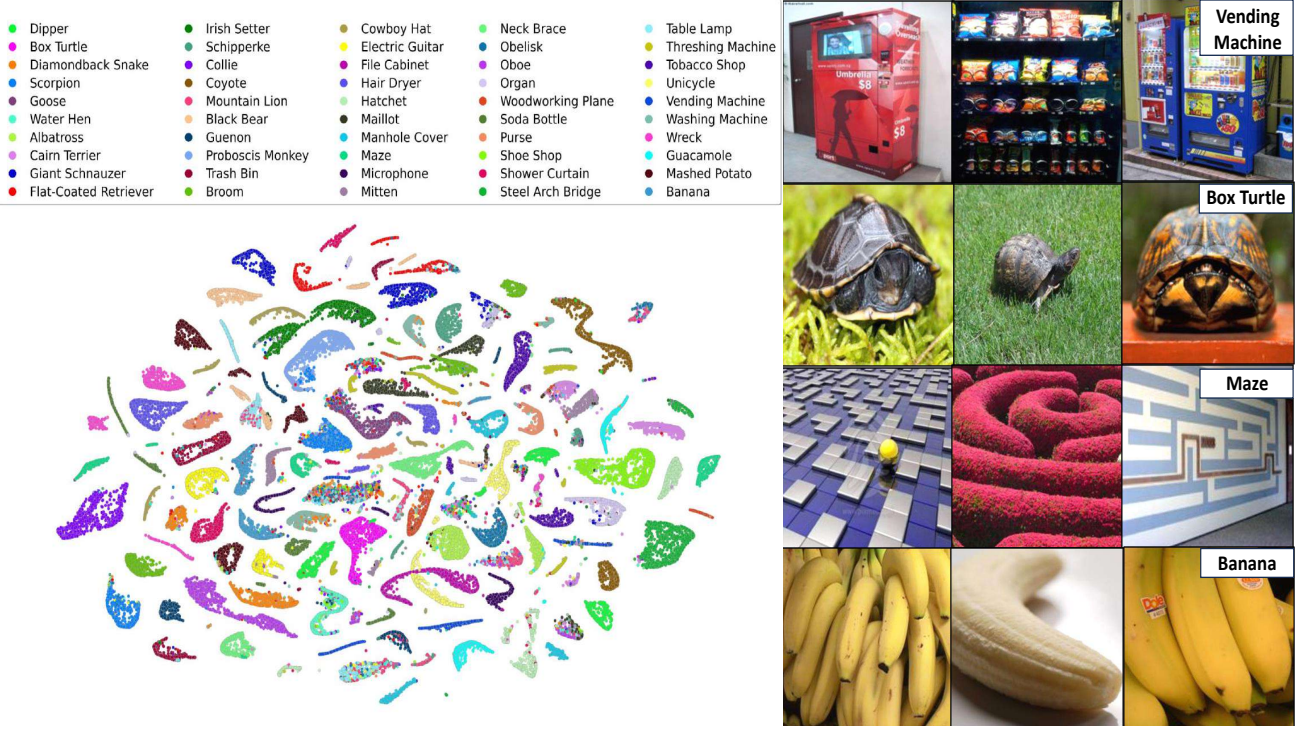 Dipper
Box Turtle
Diamondback Snake
Scorpion
Goose
Water Hen
Albatross
Cairn Terrier
Giant Schnauzer
Flat-Coated Retriever
Irish Setter
Schipperke
Collie
Coyote
Mountain Lion
Black Bear
Guenon
Proboscis Monkey
Trash Bin
Broom
Cowboy Hat
Electric Guitar
File Cabinet
Hair Dryer
Hatchet
Maillot
Manhole Cover
Maze
Microphone
Mitten
Neck Brace
Obelisk
Oboe
Organ
Woodworking Plane
Soda Bottle
Purse
Shoe Shop
Shower Curtain
Steel Arch Bridge
Table Lamp
Threshing Machine
Tobacco Shop
Unicycle
Vending Machine
Washing Machine
Wreck
Guacamole
Mashed Potato
Banana
Vending
Machine
Umbrella
$8
$8
Box Turtle
Maze
Banana
Dole